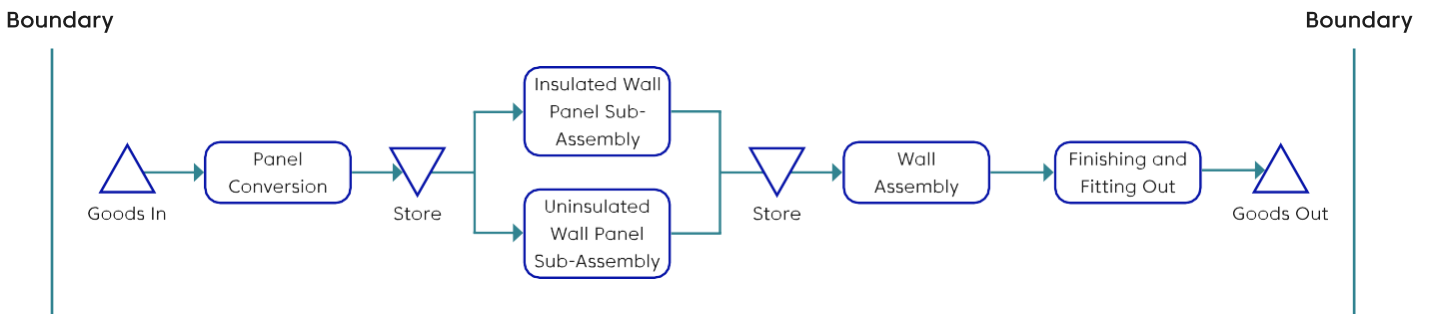 Boundary
Boundary
Goods In
Panel
Conversion
Store
Insulated Wall
Panel Sub-
Assembly
Uninsulated
Wall Panel
Sub-Assembly
Store
Wall
Assembly
Finishing and
Fitting Out
Goods Out